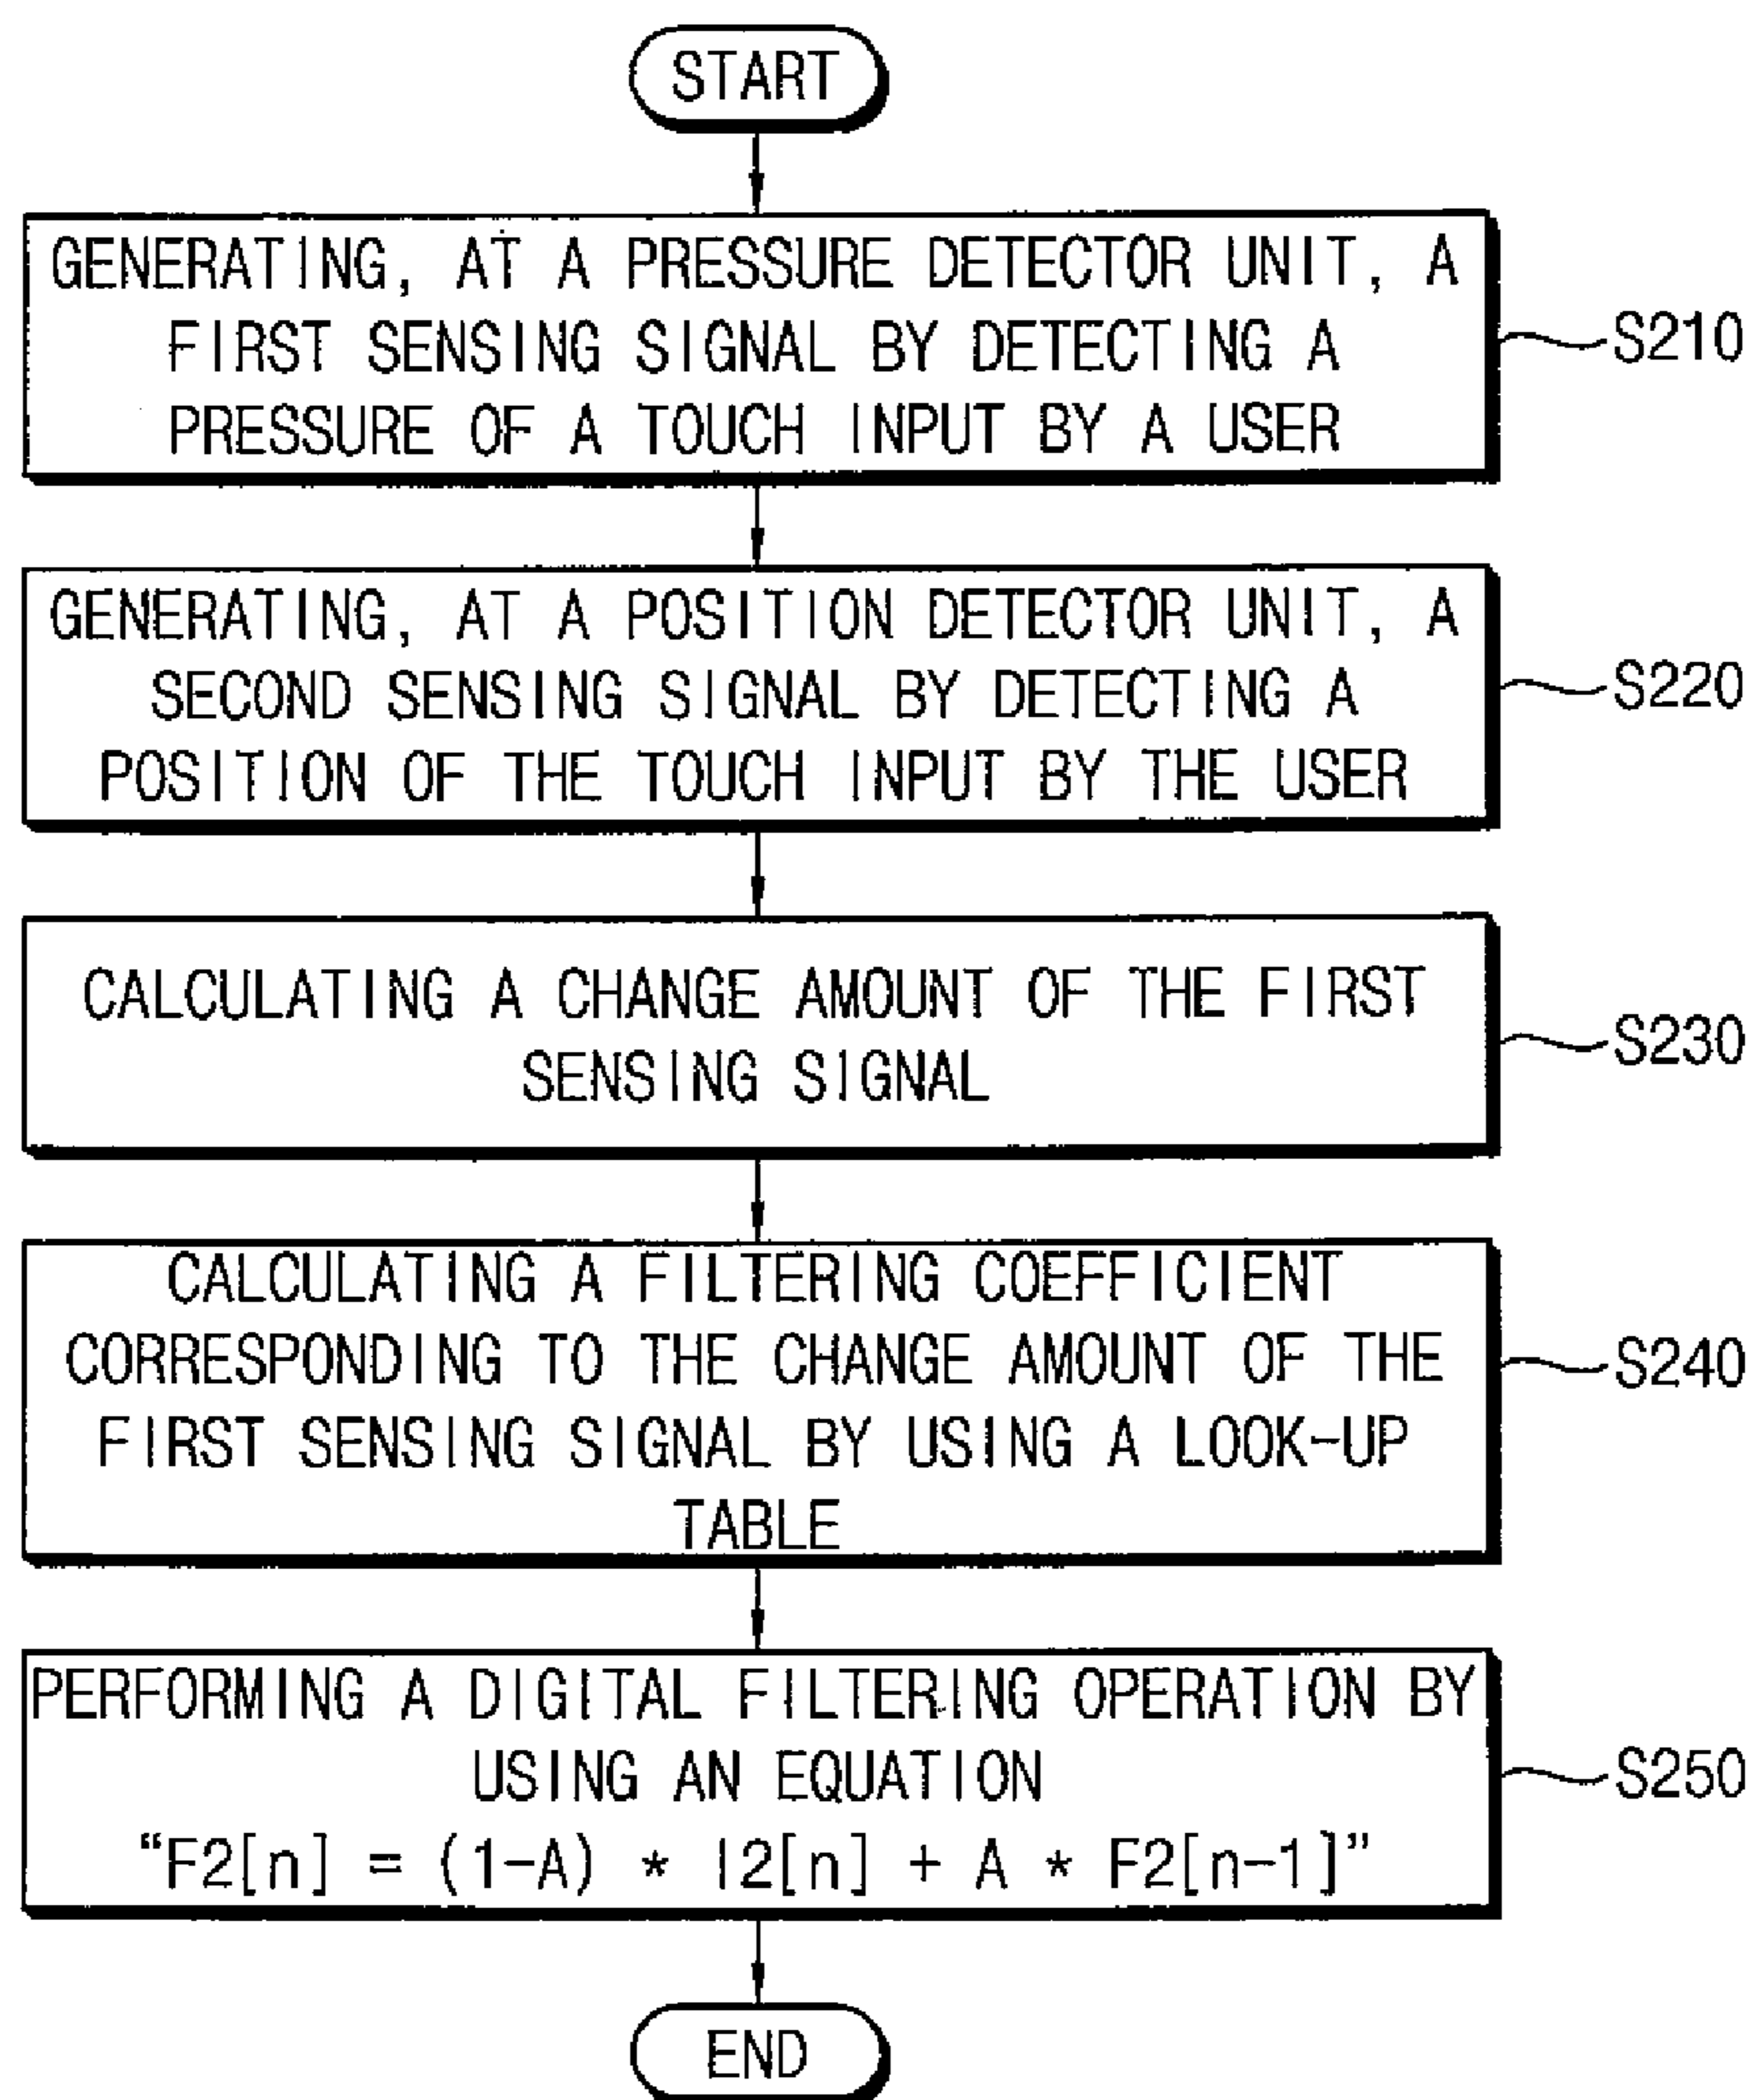 START
GENERATING, AT A PRESSURE DETECTOR UNIT, A
FIRST SENSING SIGNAL BY DETECTING A
PRESSURE OF A TOUCH INPUT BY A USER
S210
GENERATING, AT A POSITION DETECTOR UNIT, A
SECOND SENSING SIGNAL BY DETECTING A
POSITION OF THE TOUCH INPUT BY THE USER
S220
CALCULATING A CHANGE AMOUNT OF THE FIRST
SENSING SIGNAL
S230
CALCULATING A FILTERING COEFFICIENT
CORRESPONDING TO THE CHANGE AMOUNT OF THE
FIRST SENSING SIGNAL BY USING A LOOK-UP
TABLE
S240
PERFORMING A DIGITAL FILTERING OPERATION BY
USING AN EQUATION
“F2[n] = (1-A) * I2[n] + A * F2[n-1]”
S250
END